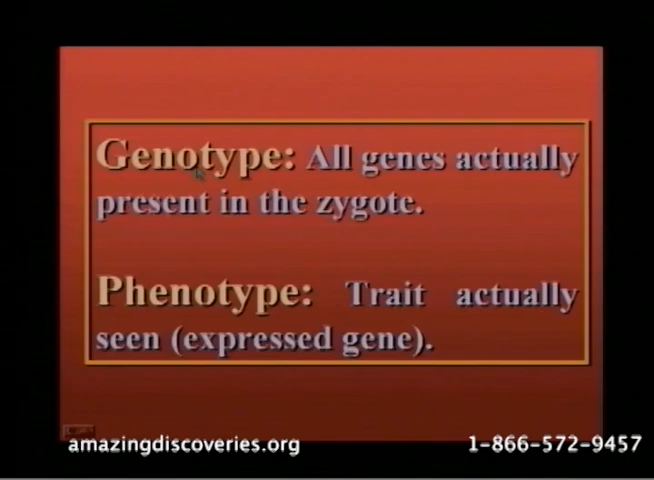 Genotype: All genes actually
present in the zygote.
Phenotype: Trait actually
seen (expressed gene).
amazingdiscoveries.org 1-866-572-9457